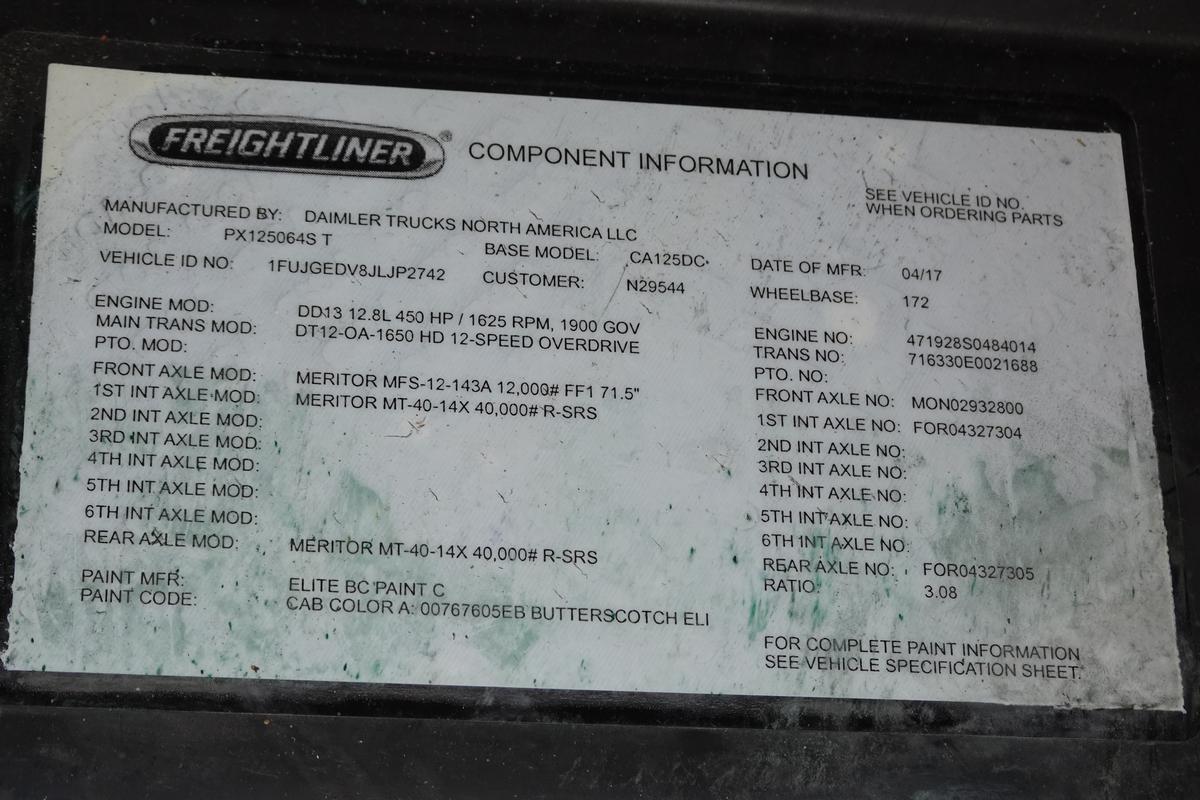 FREIGHTLINER® COMPONENT INFORMATION
SEE VEHICLE ID NO.
WHEN ORDERING PARTS
MANUFACTURED BY: DAIMLER TRUCKS NORTH AMERICA LLC
MODEL: PX125064S T BASE MODEL: CA125DC DATE OF MFR: 04/17
VEHICLE ID NO: 1FUJGEDV8JLJP2742 CUSTOMER: N29544 WHEELBASE: 172
ENGINE MOD: DD13 12.8L 450 HP / 1625 RPM, 1900 GOV ENGINE NO: 471928S0484014
MAIN TRANS MOD: DT12-OA-1650 HD 12-SPEED OVERDRIVE TRANS NO: 716330E0021688
PTO. MOD: PTO. NO:
FRONT AXLE MOD: MERITOR MFS-12-143A 12,000# FF1 71.5" FRONT AXLE NO: MON02932800
1ST INT AXLE MOD: MERITOR MT-40-14X 40,000# R-SRS 1ST INT AXLE NO: FOR04327304
2ND INT AXLE MOD: 2ND INT AXLE NO:
3RD INT AXLE MOD: 3RD INT AXLE NO:
4TH INT AXLE MOD: 4TH INT AXLE NO:
5TH INT AXLE MOD: 5TH INT AXLE NO:
6TH INT AXLE MOD: 6TH INT AXLE NO:
REAR AXLE MOD: MERITOR MT-40-14X 40,000# R-SRS REAR AXLE NO: FOR04327305
RATIO: 3.08
PAINT MFR: ELITE BC PAINT C
PAINT CODE: CAB COLOR A: 00767605EB BUTTERSCOTCH ELI
FOR COMPLETE PAINT INFORMATION
SEE VEHICLE SPECIFICATION SHEET.